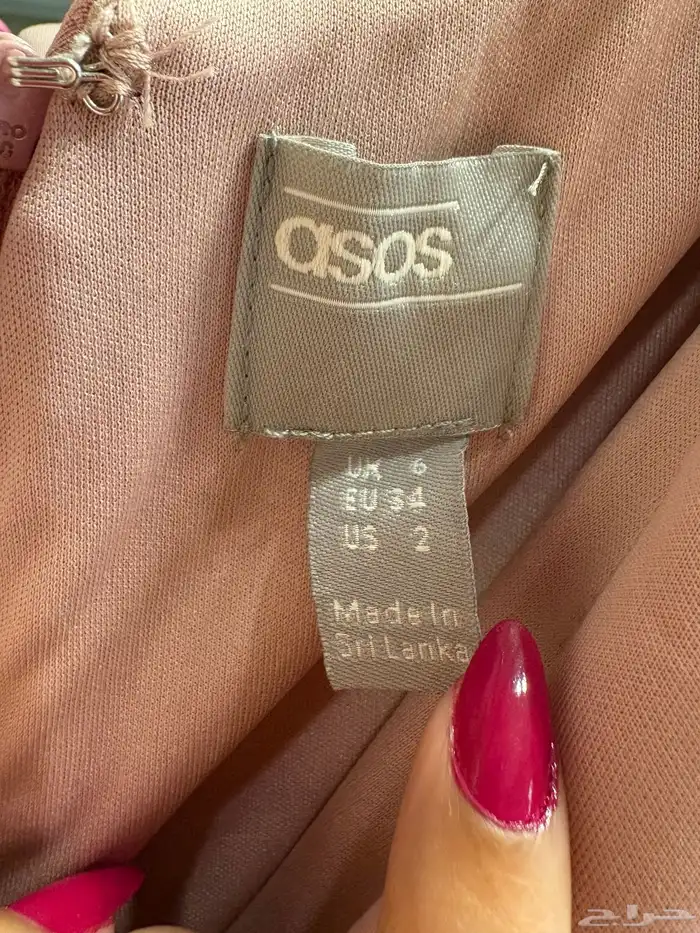 asos
UK 6
EU 34
US 2
Made In
Sri Lanka
حراج